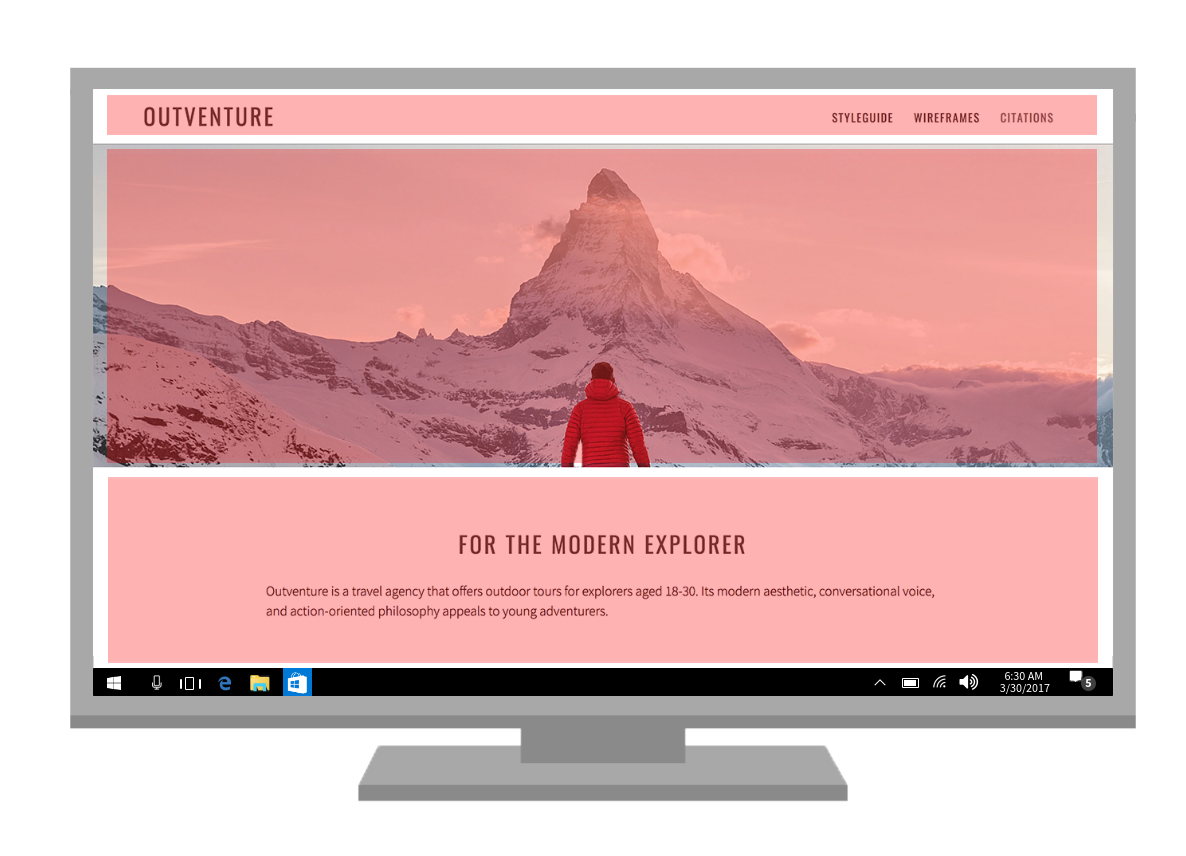 OUTVENTURE
STYLEGUIDE WIREFRAMES CITATIONS
FOR THE MODERN EXPLORER
Outventure is a travel agency that offers outdoor tours for explorers aged 18-30. Its modern aesthetic, conversational voice,
and action-oriented philosophy appeals to young adventurers.
6:30 AM
3/30/2017
5